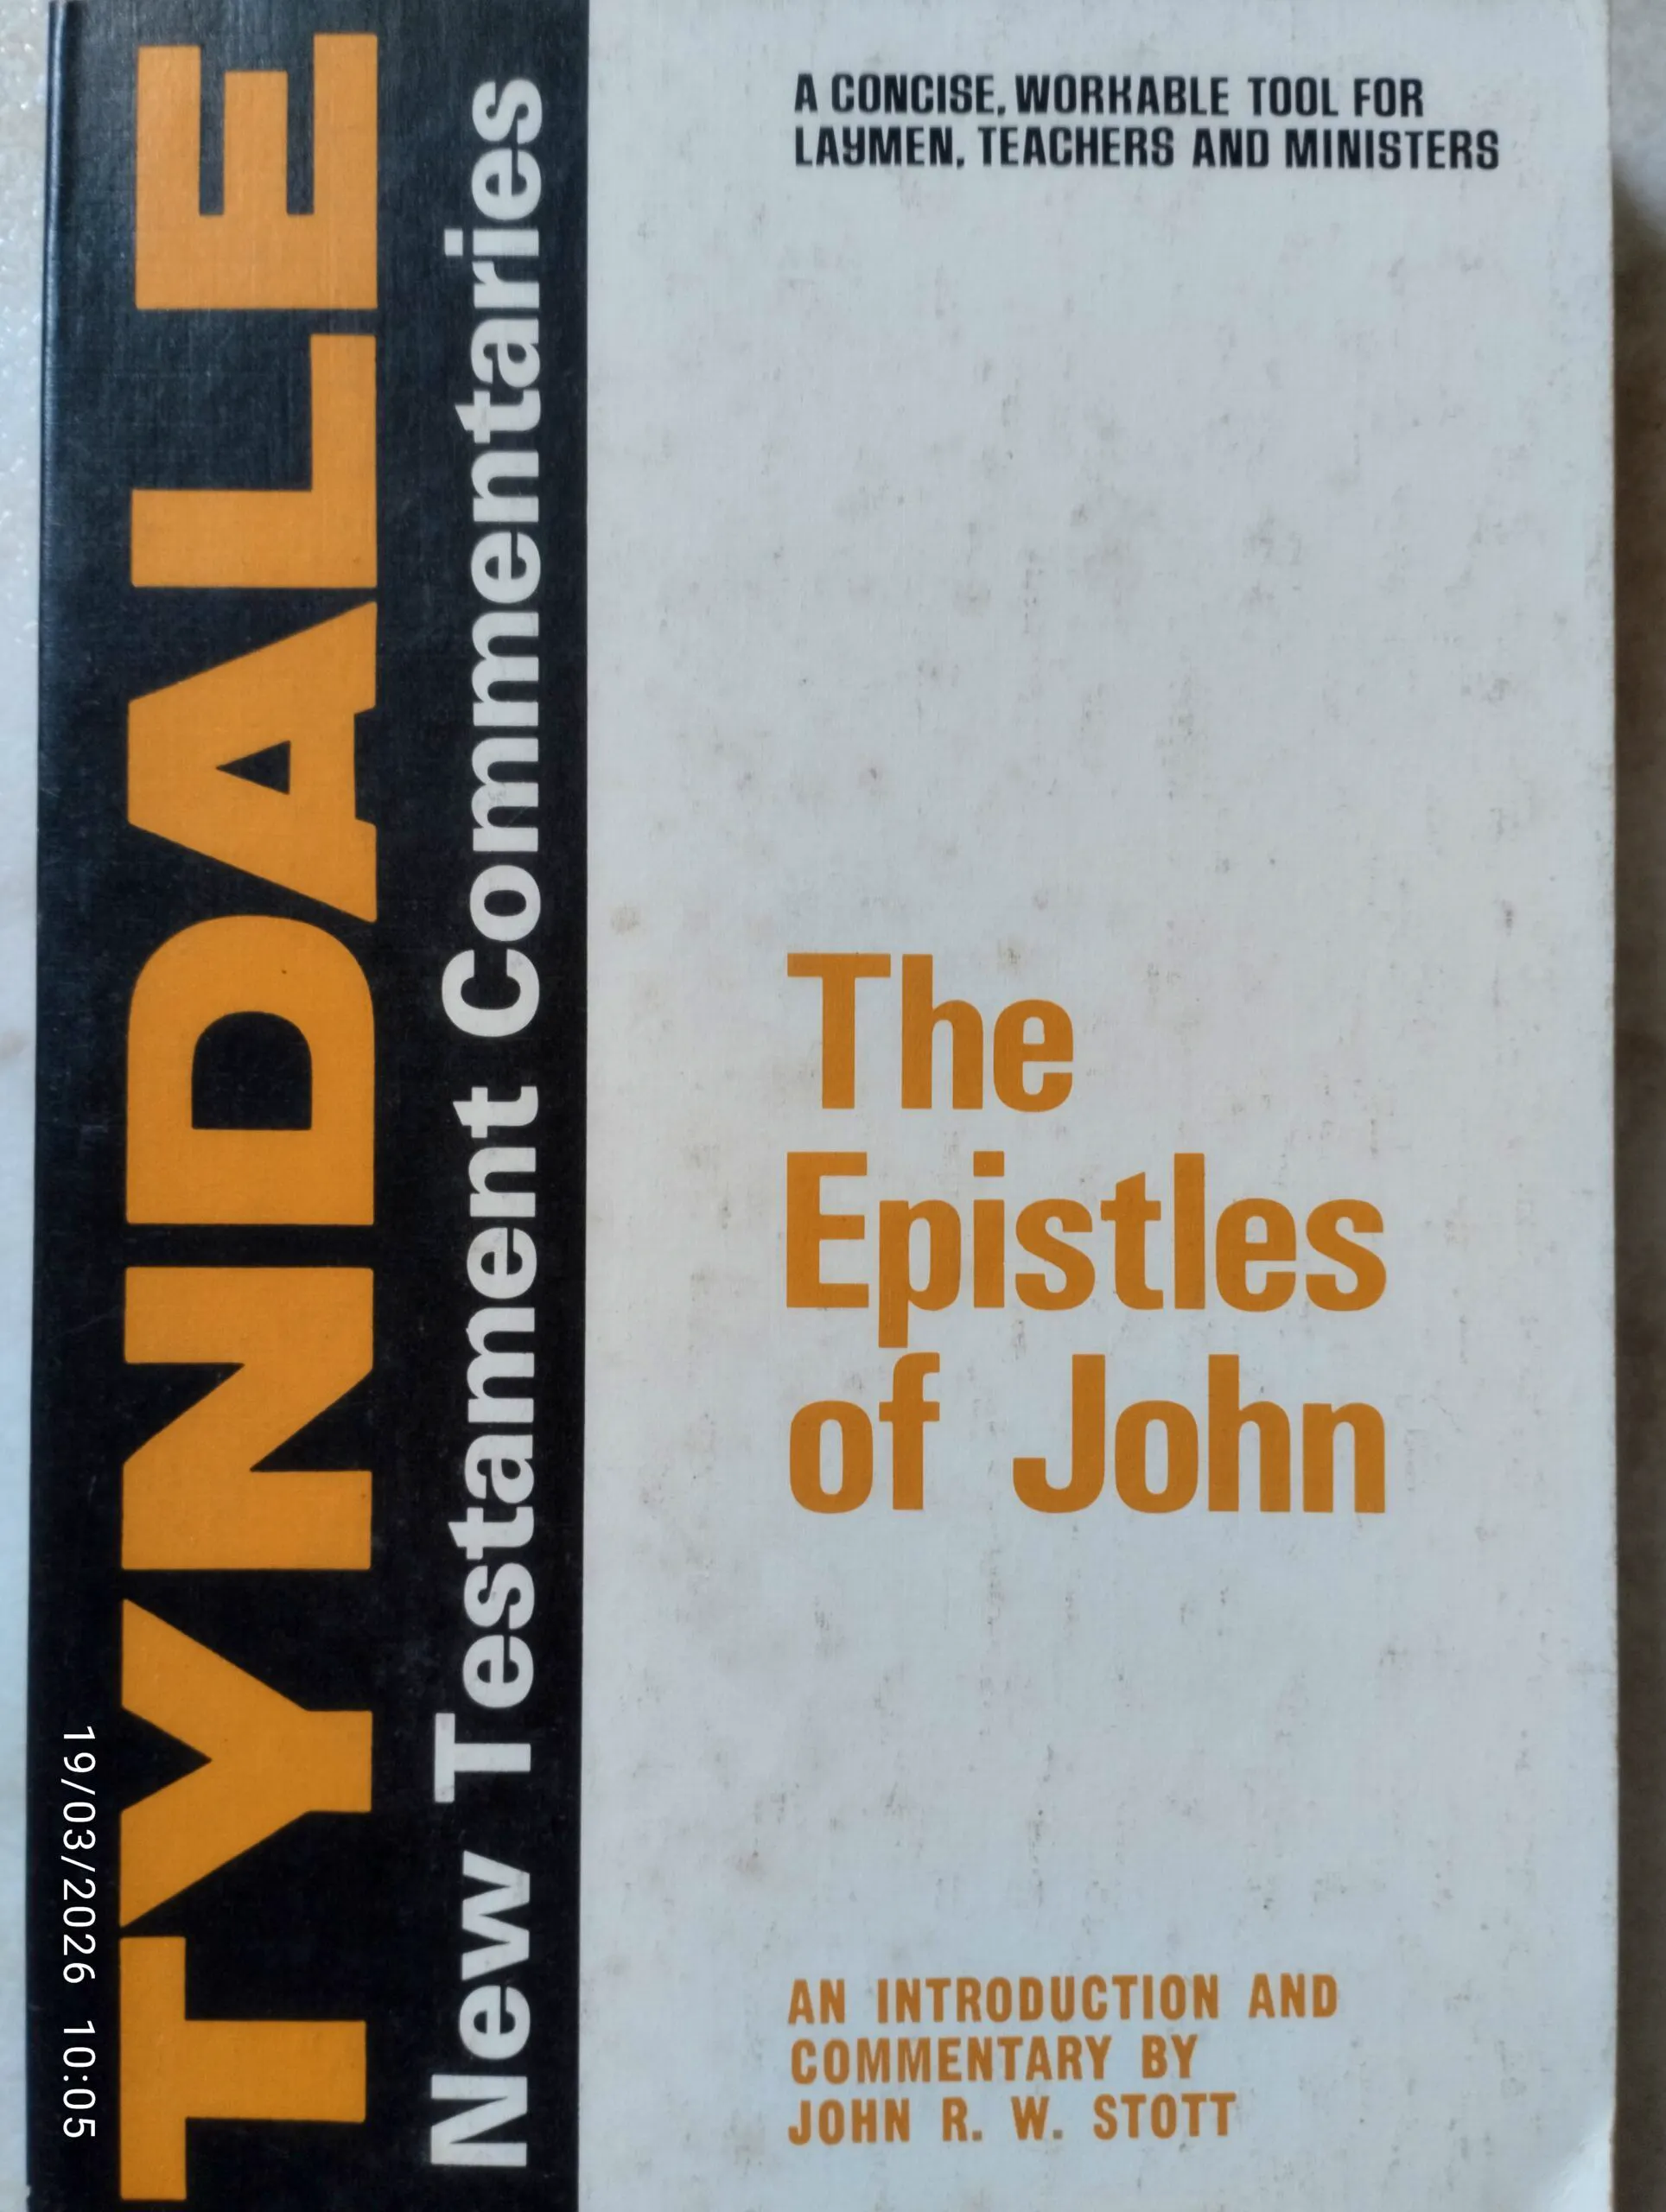 TYNDALE
New Testament Commentaries
A CONCISE, WORKABLE TOOL FOR
LAYMEN, TEACHERS AND MINISTERS
The
Epistles
of John
AN INTRODUCTION AND
COMMENTARY BY
JOHN R. W. STOTT
19/03/2026 10:05